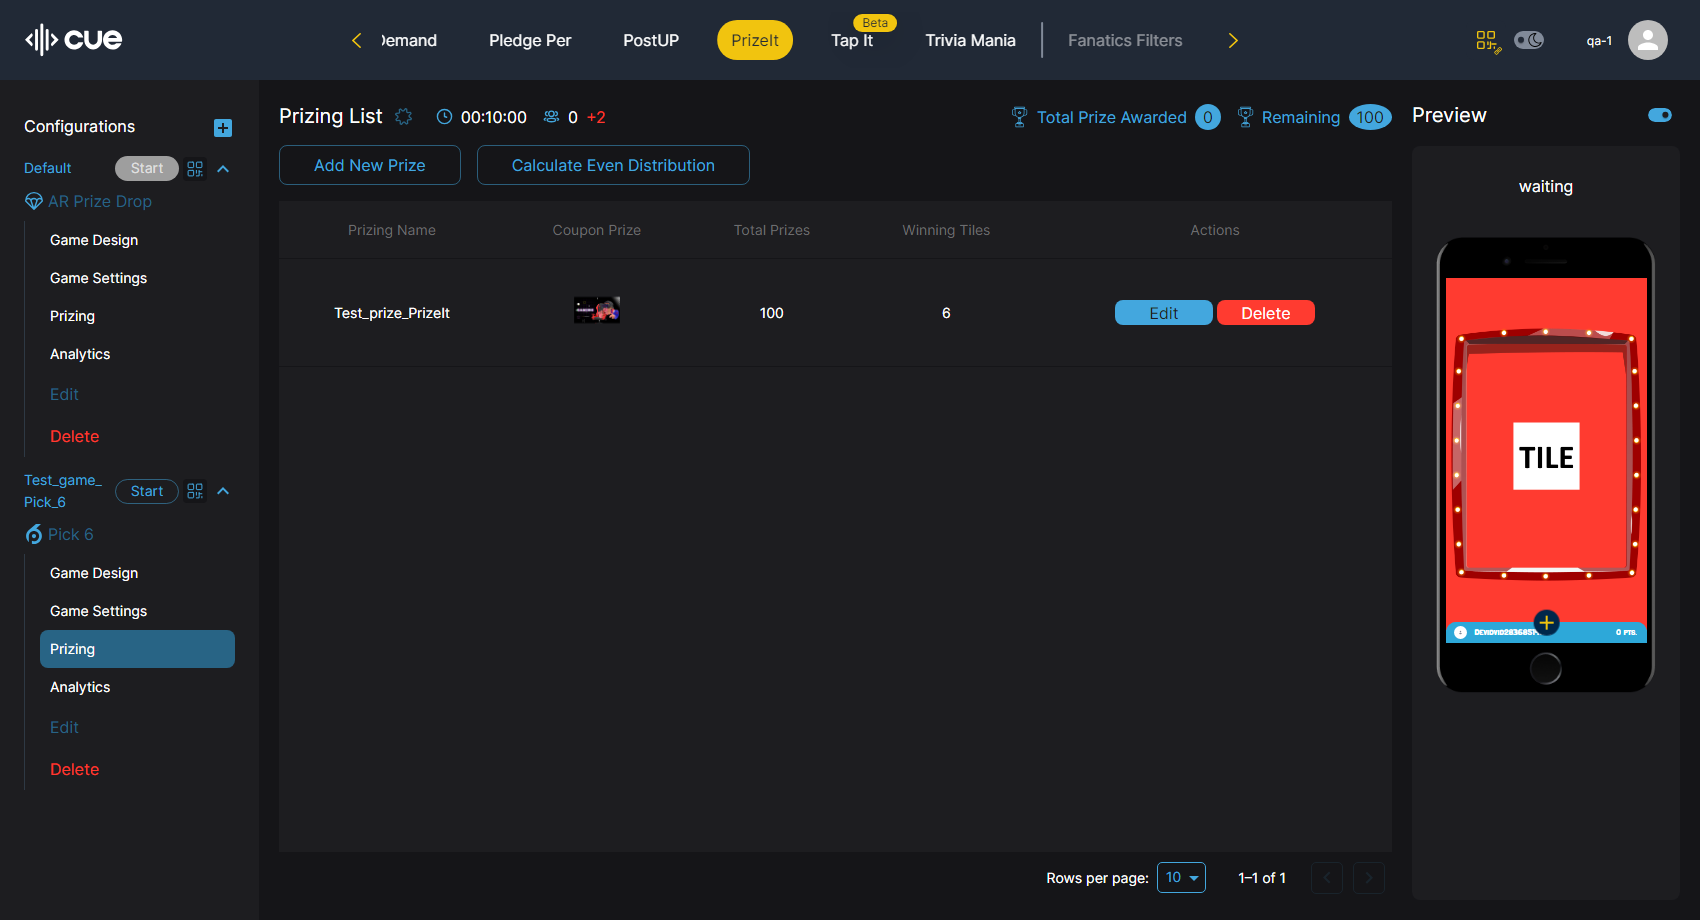 cue
Demand
Pledge Per
PostUP
PrizeIt
Beta
Tap It
Trivia Mania
Fanatics Filters
qa-1
Configurations
Default
Start
AR Prize Drop
Game Design
Game Settings
Prizing
Analytics
Edit
Delete
Test_game_
Pick_6
Start
Pick 6
Game Design
Game Settings
Prizing
Analytics
Edit
Delete
Prizing List
00:10:00
0 +2
Total Prize Awarded 0
Remaining 100
Add New Prize
Calculate Even Distribution
Prizing Name
Coupon Prize
Total Prizes
Winning Tiles
Actions
Test_prize_PrizeIt
100
6
Edit
Delete
Rows per page: 10
1–1 of 1
Preview
waiting
TILE
0 PTS.